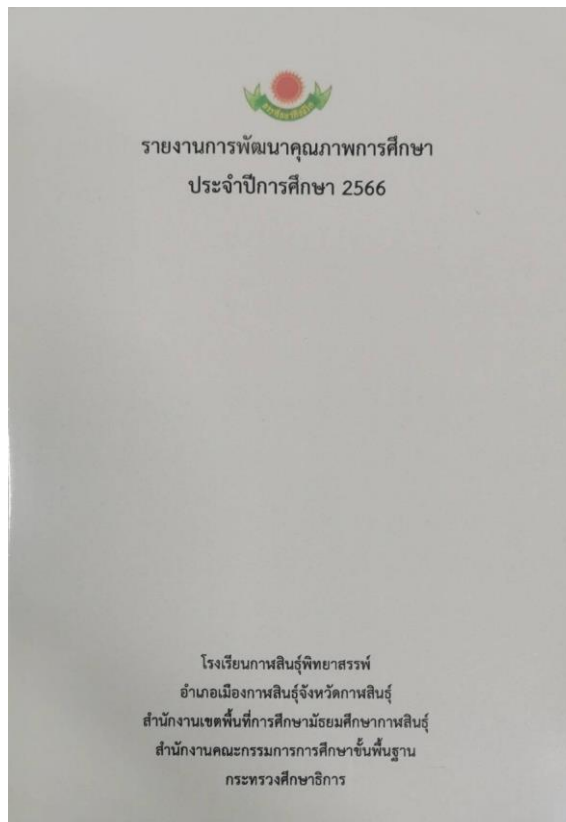 รายงานการพัฒนาคุณภาพการศึกษา
ประจำปีการศึกษา 2566
โรงเรียนกาฬสินธุ์พิทยาสรรพ์
อำเภอเมืองกาฬสินธุ์จังหวัดกาฬสินธุ์
สำนักงานเขตพื้นที่การศึกษามัธยมศึกษากาฬสินธุ์
สำนักงานคณะกรรมการการศึกษาขั้นพื้นฐาน
กระทรวงศึกษาธิการ